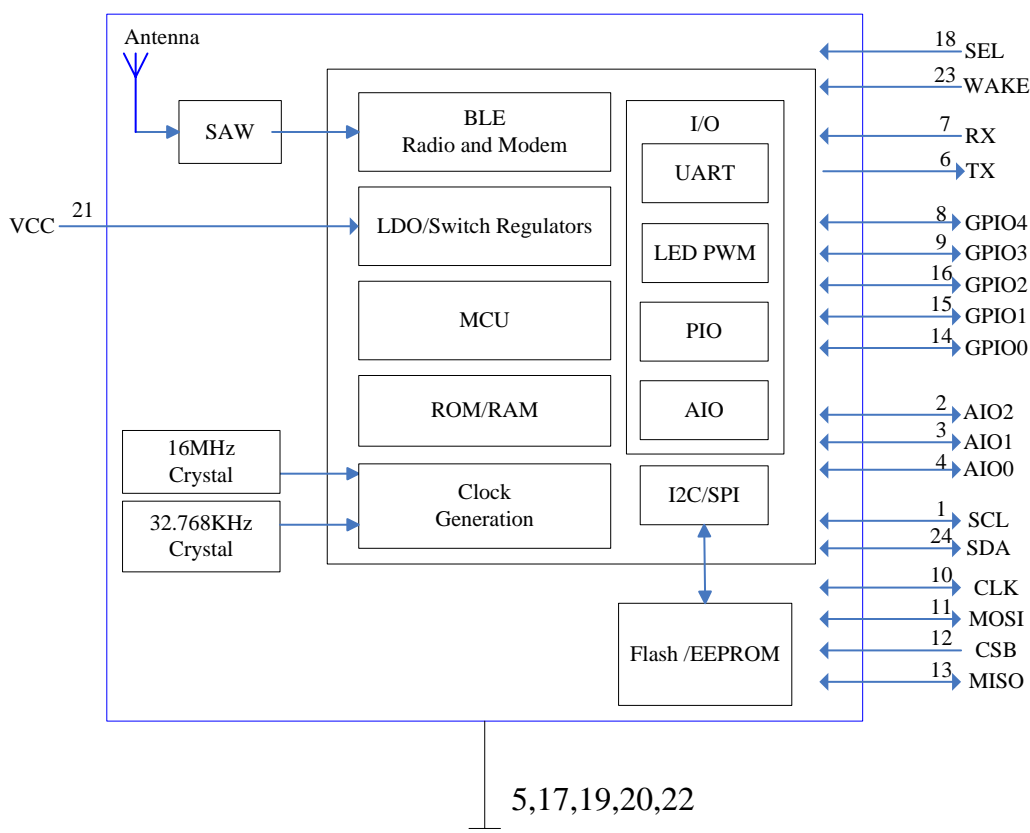 Antenna
SAW
BLE
Radio and Modem
I/O
UART
LED PWM
PIO
AIO
VCC
21
LDO/Switch Regulators
MCU
ROM/RAM
16MHz
Crystal
32.768KHz
Crystal
Clock
Generation
I2C/SPI
Flash /EEPROM
18 SEL
23 WAKE
7 RX
6 TX
8 GPIO4
9 GPIO3
16 GPIO2
15 GPIO1
14 GPIO0
2 AIO2
3 AIO1
4 AIO0
1 SCL
24 SDA
10 CLK
11 MOSI
12 CSB
13 MISO
5,17,19,20,22